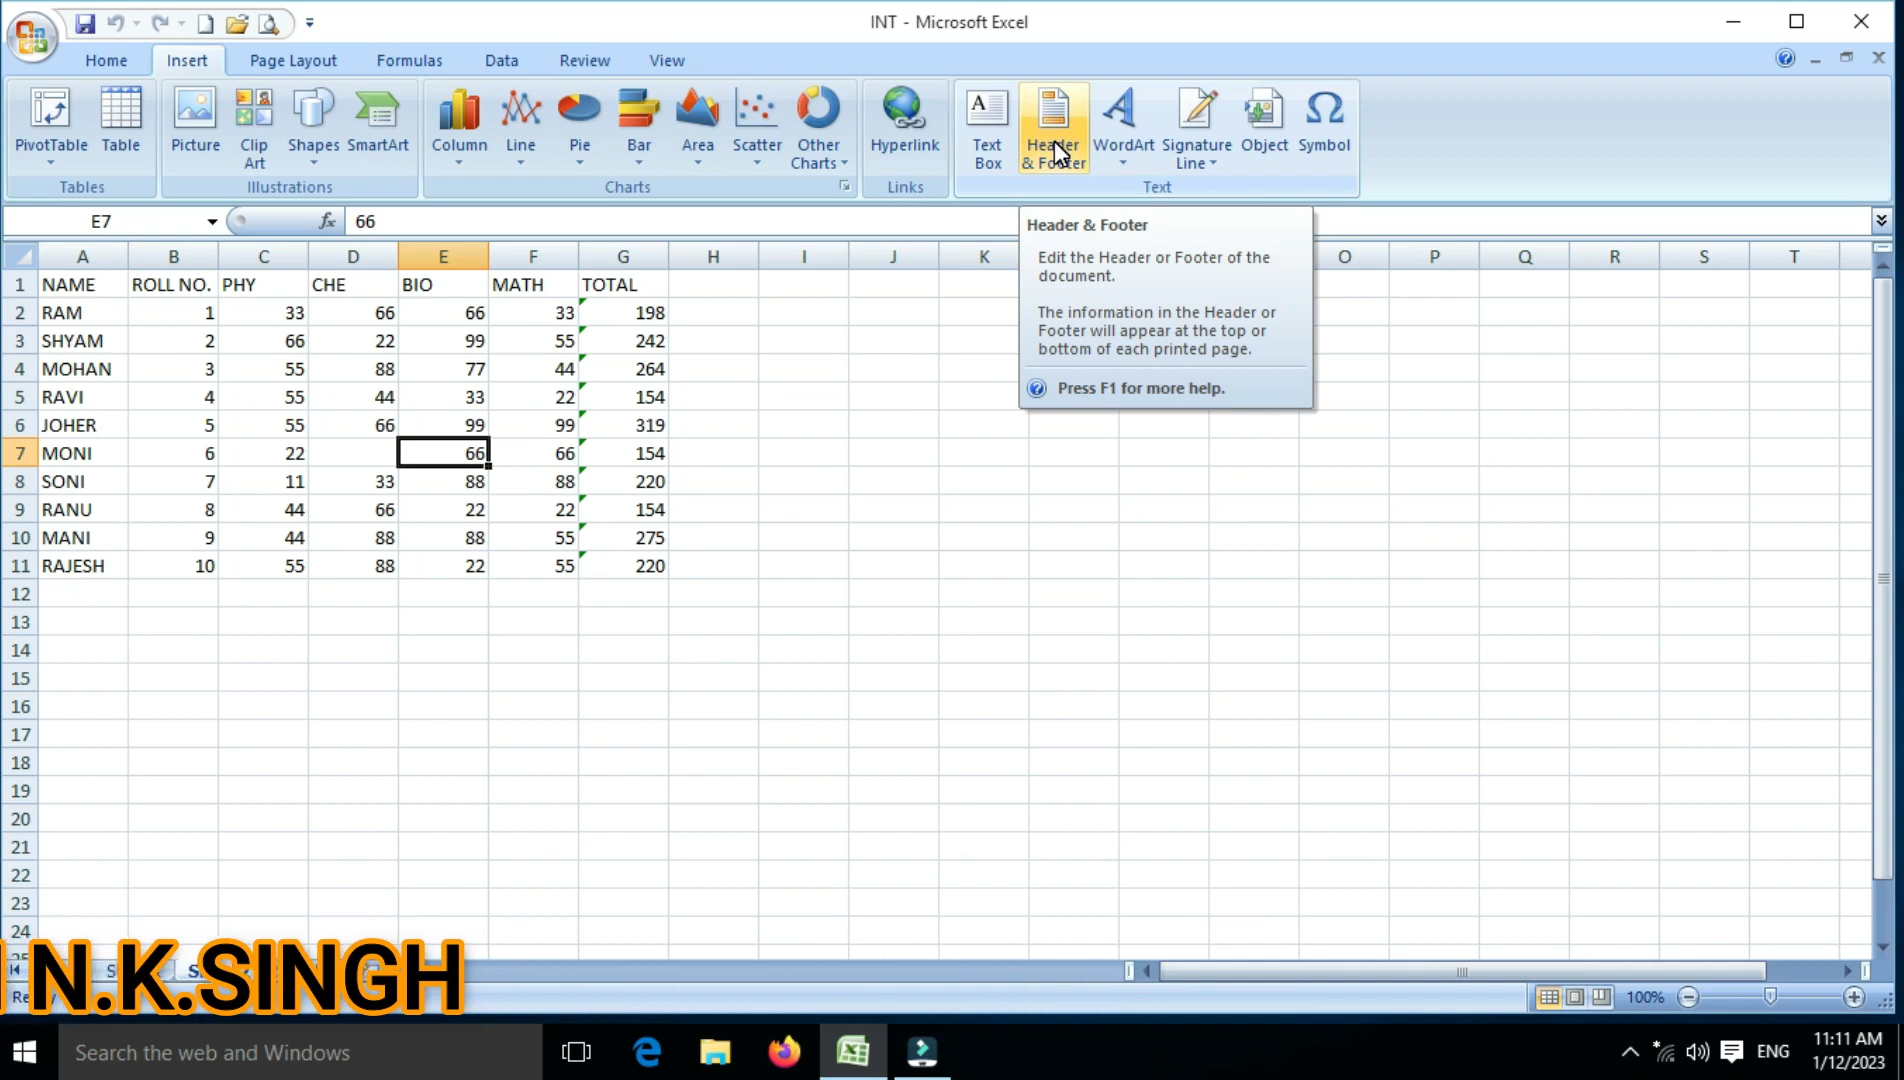 INT - Microsoft Excel
Home Insert Page Layout Formulas Data Review View
PivotTable Table Picture Clip Art Shapes SmartArt Column Line Pie Bar Area Scatter Other Charts Hyperlink Text Box Header & Footer WordArt Signature Line Object Symbol
Tables Illustrations Charts Links Text
E7 fx 66
Header & Footer
Edit the Header or Footer of the
document.
The information in the Header or
Footer will appear at the top or
bottom of each printed page.
Press F1 for more help.
A B C D E F G H I J K O P Q R S T
1 NAME ROLL NO. PHY CHE BIO MATH TOTAL
2 RAM 1 33 66 66 33 198
3 SHYAM 2 66 22 99 55 242
4 MOHAN 3 55 88 77 44 264
5 RAVI 4 55 44 33 22 154
6 JOHER 5 55 66 99 99 319
7 MONI 6 22 66 66 154
8 SONI 7 11 33 88 88 220
9 RANU 8 44 66 22 22 154
10 MANI 9 44 88 88 55 275
11 RAJESH 10 55 88 22 55 220
12
13
14
15
16
17
18
19
20
21
22
23
24
N.K.SINGH
100%
Search the web and Windows
ENG
11:11 AM
1/12/2023